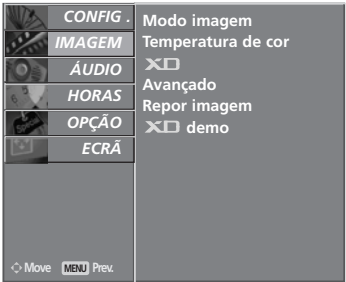 CONFIG .
IMAGEM
ÁUDIO
HORAS
OPÇÃO
ECRÃ
Move MENU Prev.
Modo imagem
Temperatura de cor
XD
Avançado
Repor imagem
XD demo